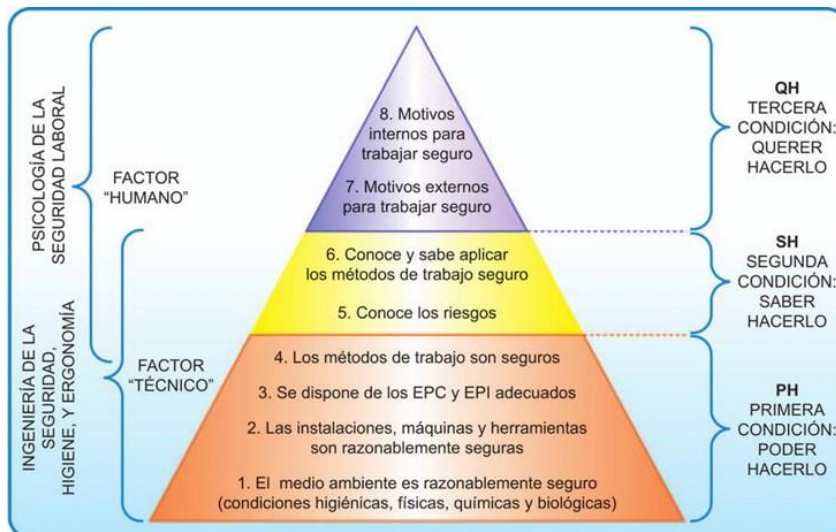 PSICOLOGÍA DE LA
SEGURIDAD LABORAL
INGENIERÍA DE LA
SEGURIDAD,
HIGIENE, Y ERGONOMÍA
FACTOR
"HUMANO"
FACTOR
"TÉCNICO"
8. Motivos
internos para
trabajar seguro
7. Motivos externos
para trabajar seguro
6. Conoce y sabe aplicar
los métodos de trabajo seguro
5. Conoce los riesgos
4. Los métodos de trabajo son seguros
3. Se dispone de los EPC y EPI adecuados
2. Las instalaciones, máquinas y herramientas
son razonablemente seguras
1. El medio ambiente es razonablemente seguro
(condiciones higiénicas, físicas, químicas y biológicas)
QH
TERCERA
CONDICIÓN:
QUERER
HACERLO
SH
SEGUNDA
CONDICIÓN:
SABER
HACERLO
PH
PRIMERA
CONDICIÓN:
PODER
HACERLO